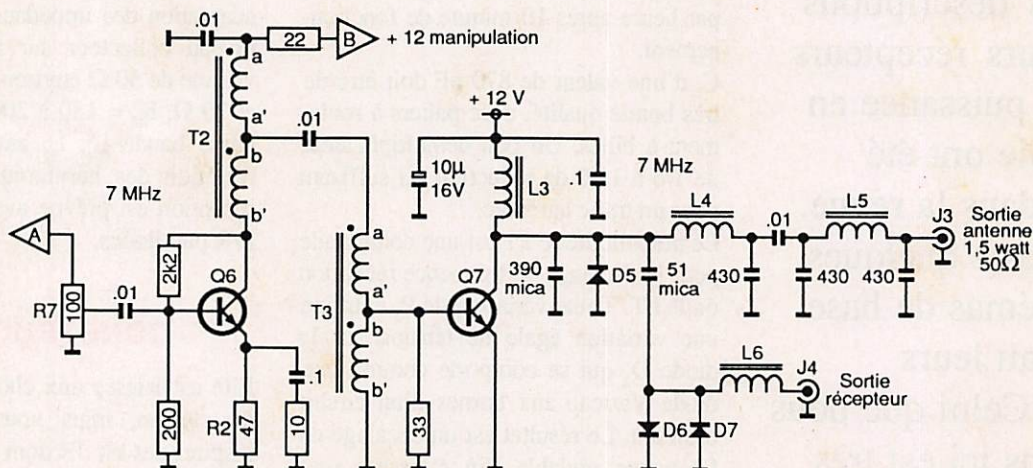 .01
22
B
+ 12 manipulation
a
a'
T2
b
b'
7 MHz
A
R7
100
.01
2k2
Q6
200
R2
47
.1
10
.01
a
a'
T3
b
b'
33
+ 12 V
10µ
16V
L3
.1
7 MHz
Q7
390
mica
D5
51
mica
L4
430
.01
L5
430
430
J3
Sortie
antenne
1,5 watt
50Ω
L6
J4
Sortie
récepteur
D6
D7